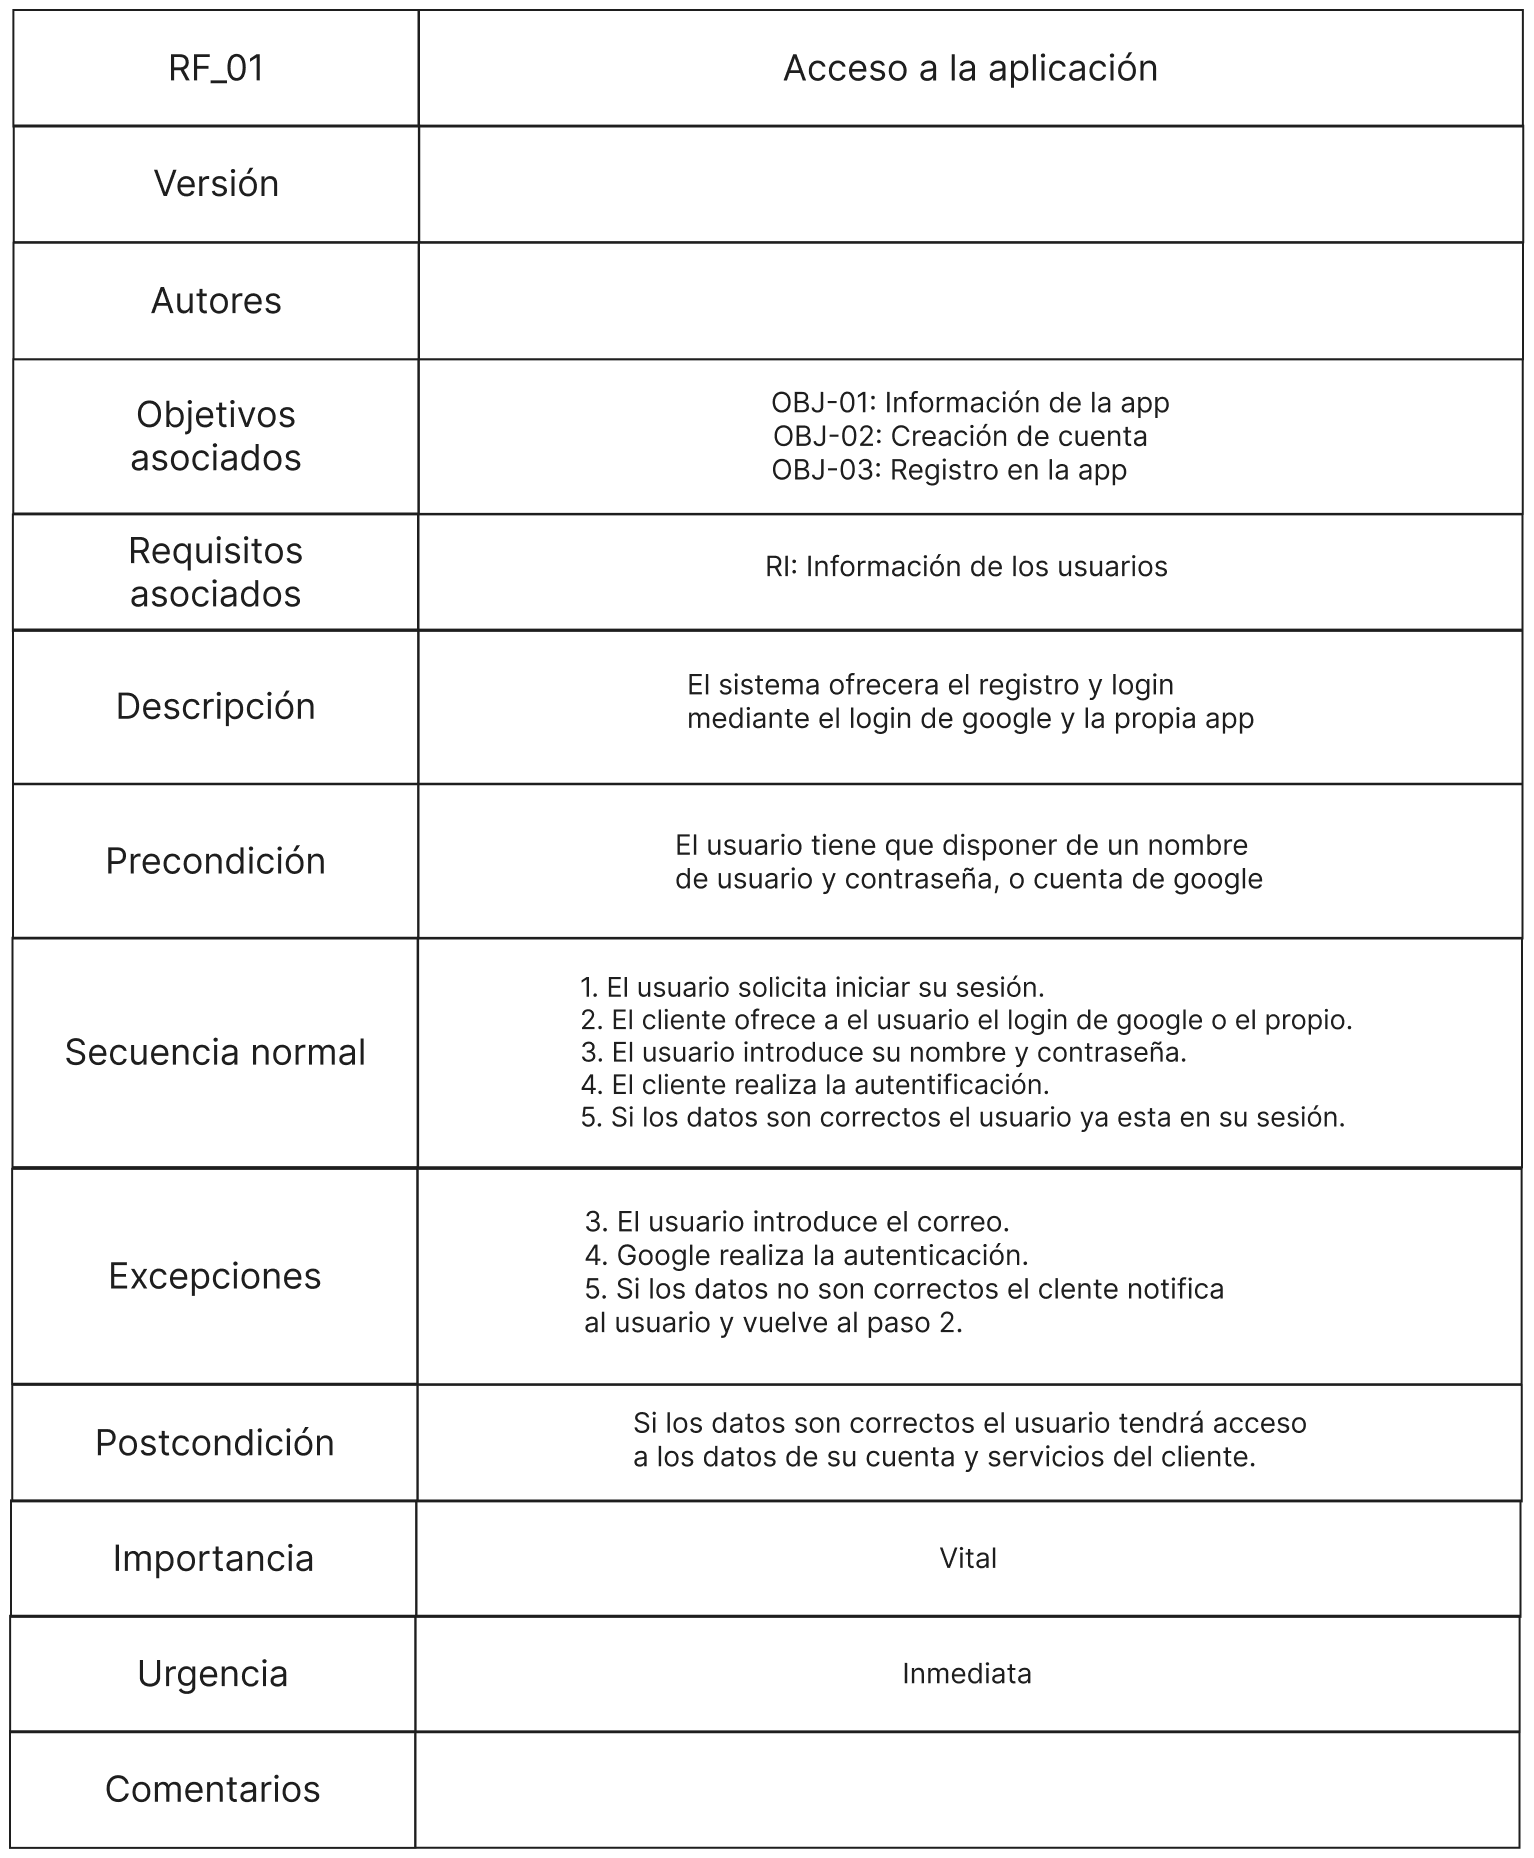 RF_01
Acceso a la aplicación
Versión
Autores
Objetivos
asociados
OBJ-01: Información de la app
OBJ-02: Creación de cuenta
OBJ-03: Registro en la app
Requisitos
asociados
RI: Información de los usuarios
Descripción
El sistema ofrecera el registro y login
mediante el login de google y la propia app
Precondición
El usuario tiene que disponer de un nombre
de usuario y contraseña, o cuenta de google
Secuencia normal
1. El usuario solicita iniciar su sesión.
2. El cliente ofrece a el usuario el login de google o el propio.
3. El usuario introduce su nombre y contraseña.
4. El cliente realiza la autentificación.
5. Si los datos son correctos el usuario ya esta en su sesión.
Excepciones
3. El usuario introduce el correo.
4. Google realiza la autenticación.
5. Si los datos no son correctos el clente notifica
al usuario y vuelve al paso 2.
Postcondición
Si los datos son correctos el usuario tendrá acceso
a los datos de su cuenta y servicios del cliente.
Importancia
Vital
Urgencia
Inmediata
Comentarios